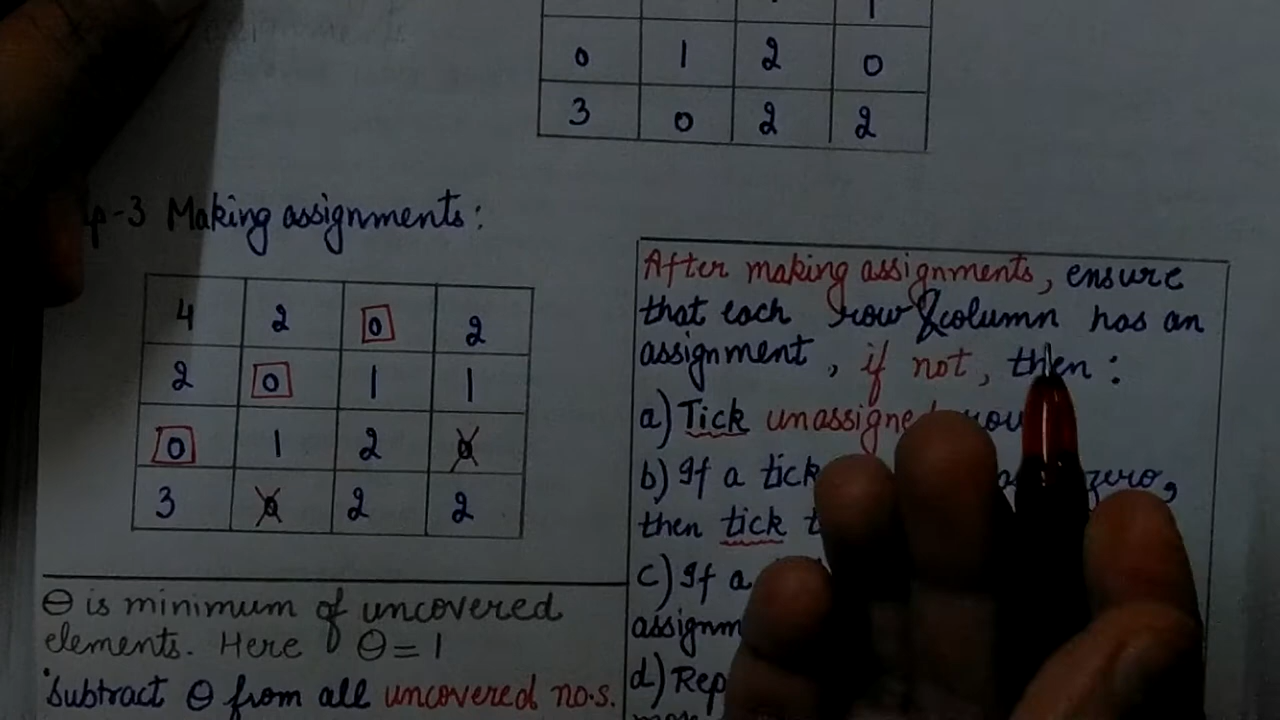 0 1 2 0
3 0 2 2
-3 Making assignments:
4 2 0 2
2 0 1 1
0 1 2 0
3 0 2 2
After making assignments, ensure
that each row & column has an
assignment, if not, then:
a) Tick unassigned row
b) If a tick zero,
then tick
c) If a
d)
θ is minimum of uncovered
elements. Here θ = 1
Subtract θ from all uncovered no.s.